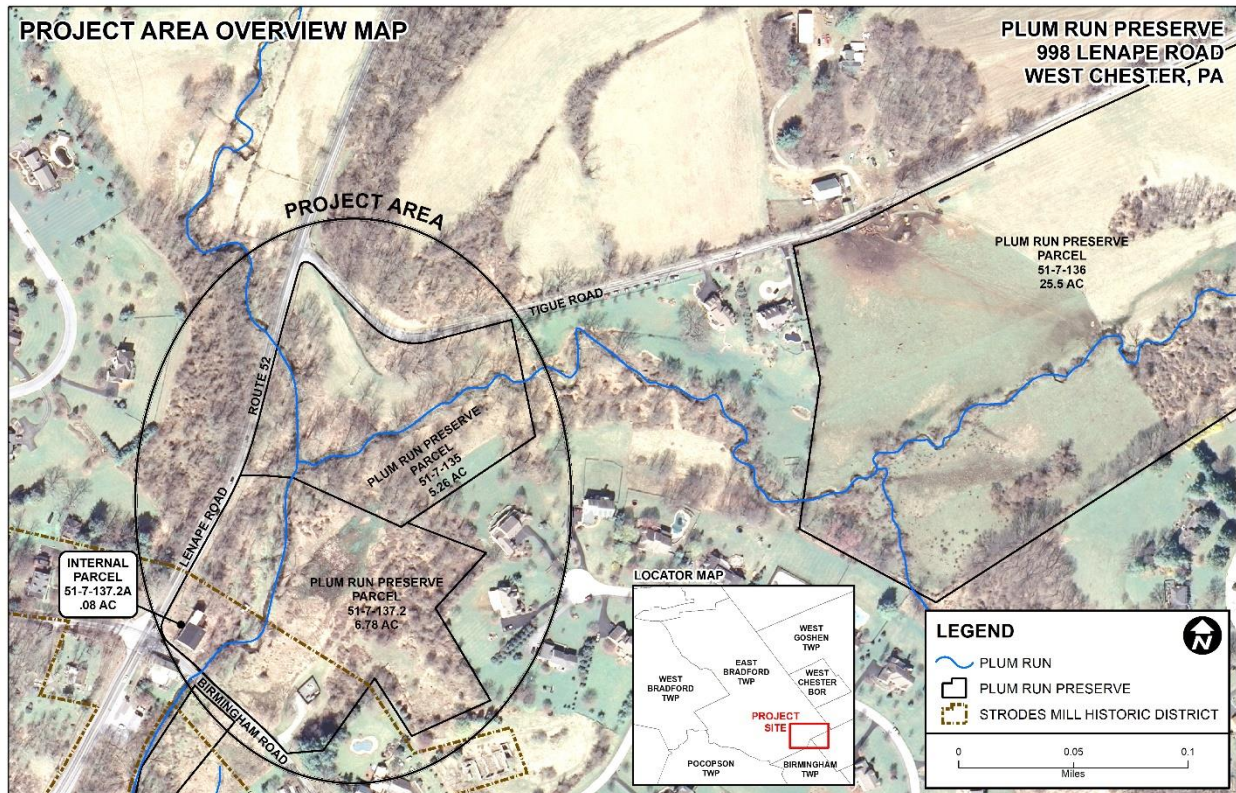 PROJECT AREA OVERVIEW MAP
PLUM RUN PRESERVE
998 LENAPE ROAD
WEST CHESTER, PA
PROJECT AREA
PLUM RUN PRESERVE
PARCEL
51-7-136
25.5 AC
TIGUE ROAD
ROUTE 52
PLUM RUN PRESERVE
PARCEL
51-7-135
5.26 AC
LENAPE ROAD -
INTERNAL
PARCEL
51-7-137.2A
.08 AC
PLUM RUN PRESERVE
PARCEL
51-7-137.2
6.78 AC
BIRMINGHAM ROAD
LOCATOR MAP
WEST
GOSHEN
TWP
EAST
BRADFORD
TWP
WEST
CHESTER
BOR
WEST
BRADFORD
TWP
PROJECT
SITE
POCOPSON
TWP
BIRMINGHAM
TWP
LEGEND
N
PLUM RUN
PLUM RUN PRESERVE
STRODES MILL HISTORIC DISTRICT
0 0.05 0.1
Miles